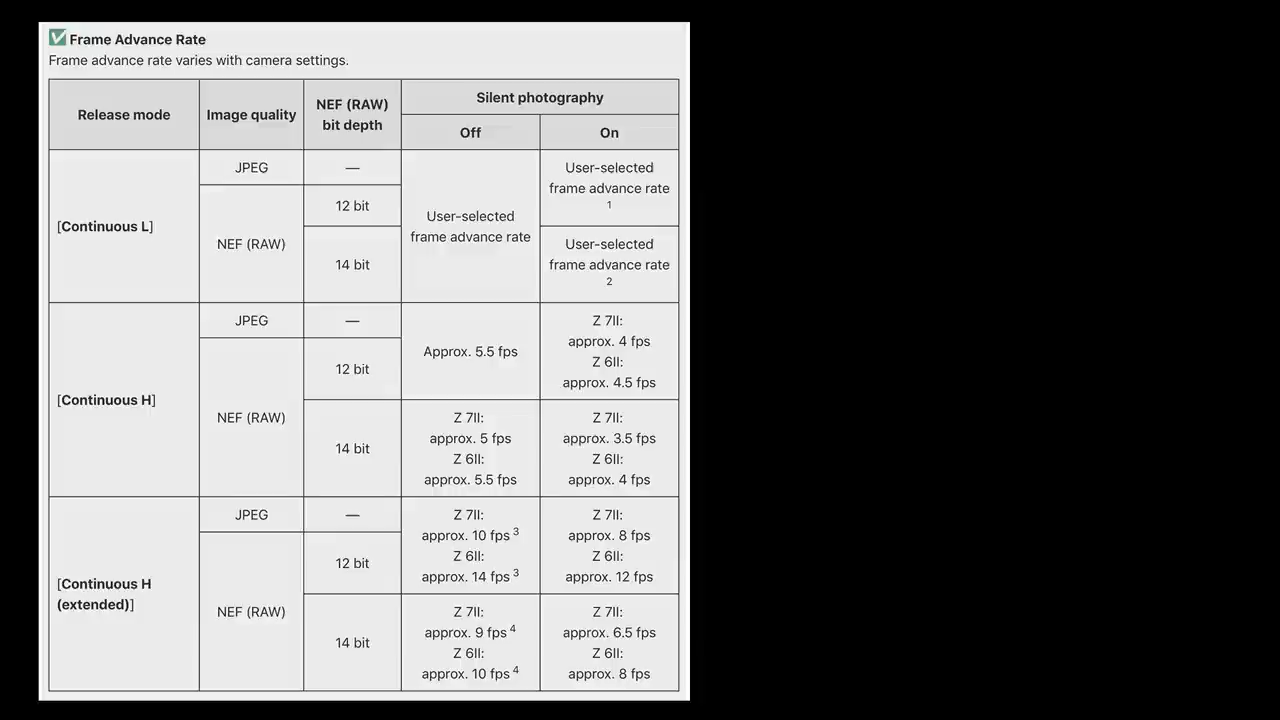 ✅ Frame Advance Rate
Frame advance rate varies with camera settings.
Release mode
Image quality
NEF (RAW)
bit depth
Silent photography
Off
On
[Continuous L]
JPEG
—
User-selected
frame advance rate
User-selected
frame advance rate
1
NEF (RAW)
12 bit
14 bit
User-selected
frame advance rate
2
[Continuous H]
JPEG
—
Approx. 5.5 fps
Z 7II:
approx. 4 fps
Z 6II:
approx. 4.5 fps
NEF (RAW)
12 bit
14 bit
Z 7II:
approx. 5 fps
Z 6II:
approx. 5.5 fps
Z 7II:
approx. 3.5 fps
Z 6II:
approx. 4 fps
[Continuous H
(extended)]
JPEG
—
Z 7II:
approx. 10 fps 3
Z 6II:
approx. 14 fps 3
Z 7II:
approx. 8 fps
Z 6II:
approx. 12 fps
NEF (RAW)
12 bit
14 bit
Z 7II:
approx. 9 fps 4
Z 6II:
approx. 10 fps 4
Z 7II:
approx. 6.5 fps
Z 6II:
approx. 8 fps